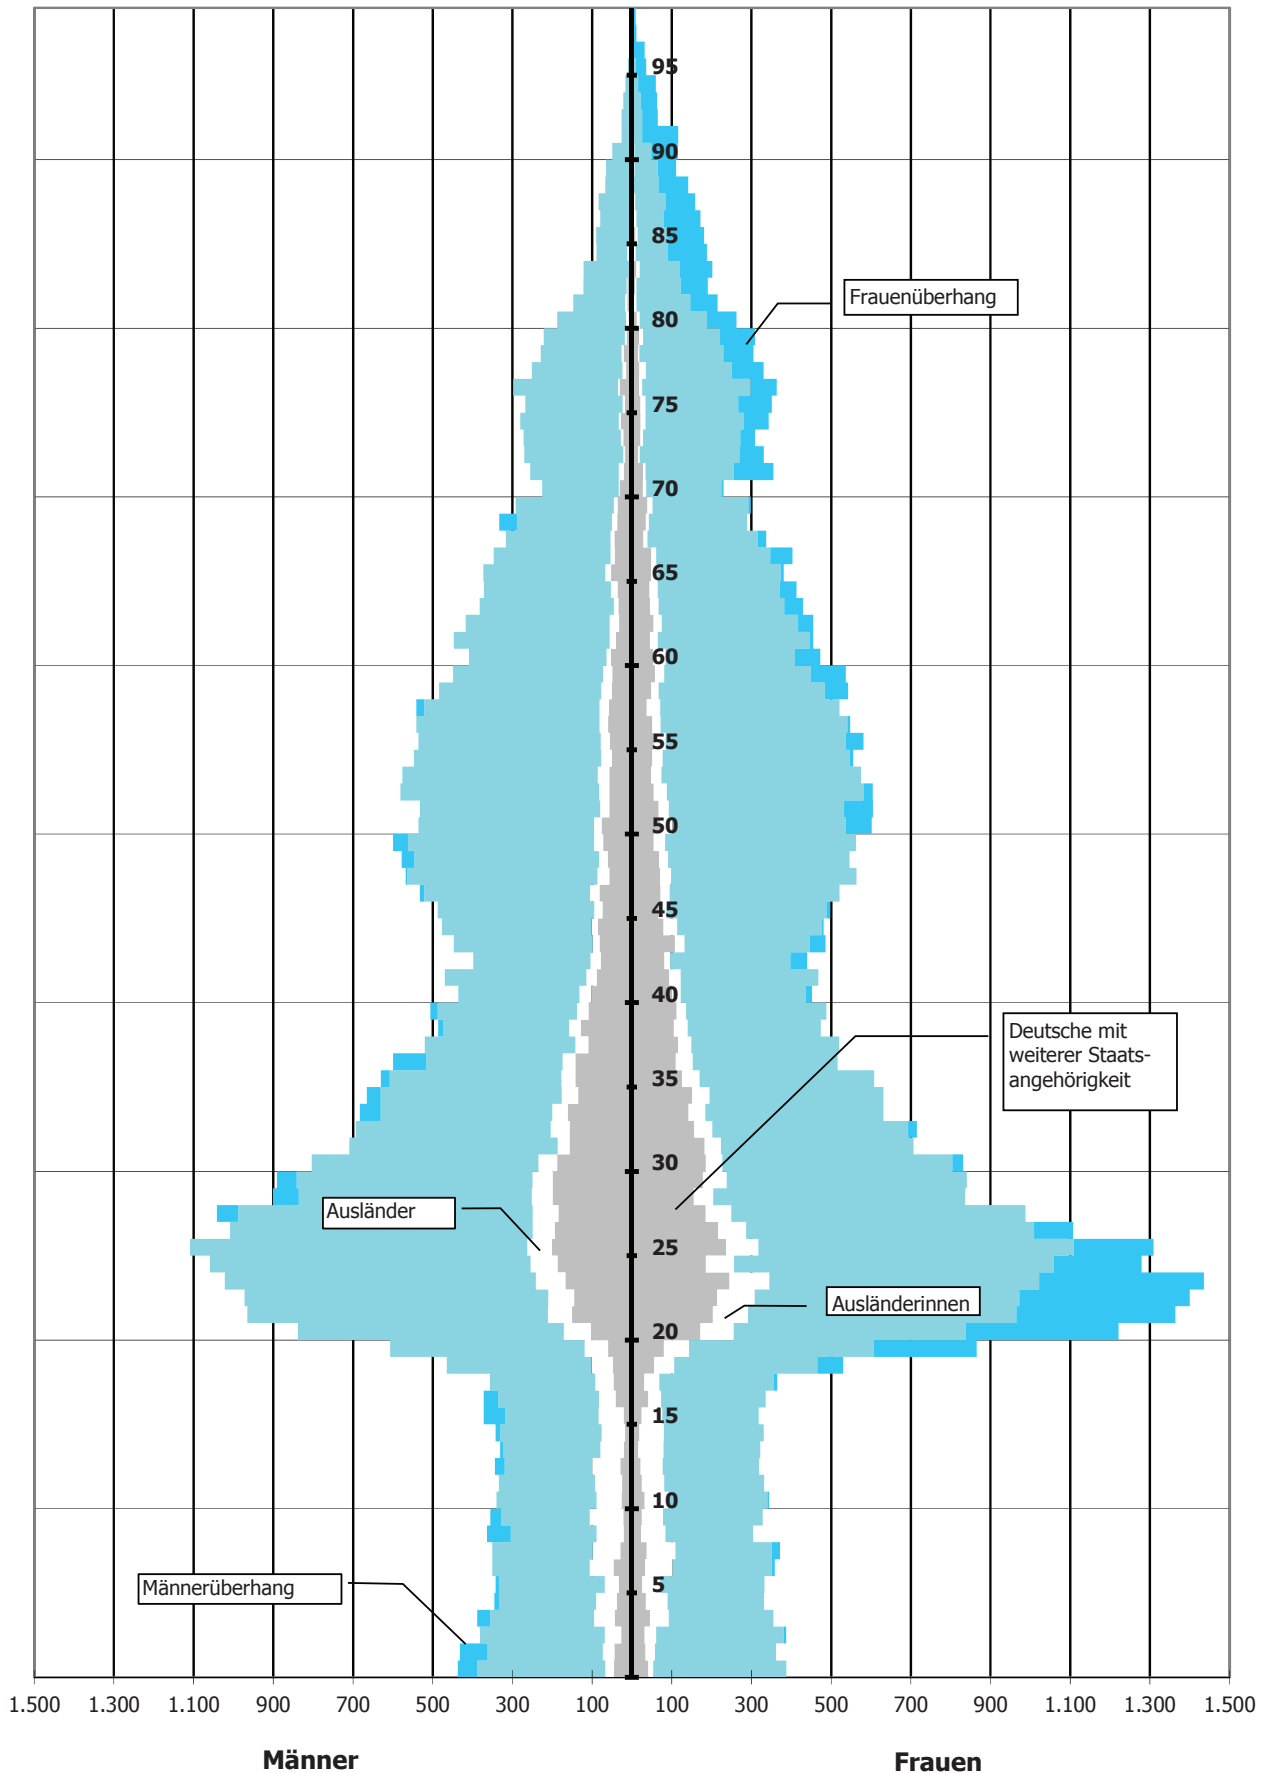 95
90
85
Frauenüberhang
80
75
70
65
60
55
50
45
40
Deutsche mit
weiterer Staats-
angehörigkeit
35
30
Ausländer
25
Ausländerinnen
20
15
10
5
Männerüberhang
1.500 1.300 1.100 900 700 500 300 100 100 300 500 700 900 1.100 1.300 1.500
Männer Frauen